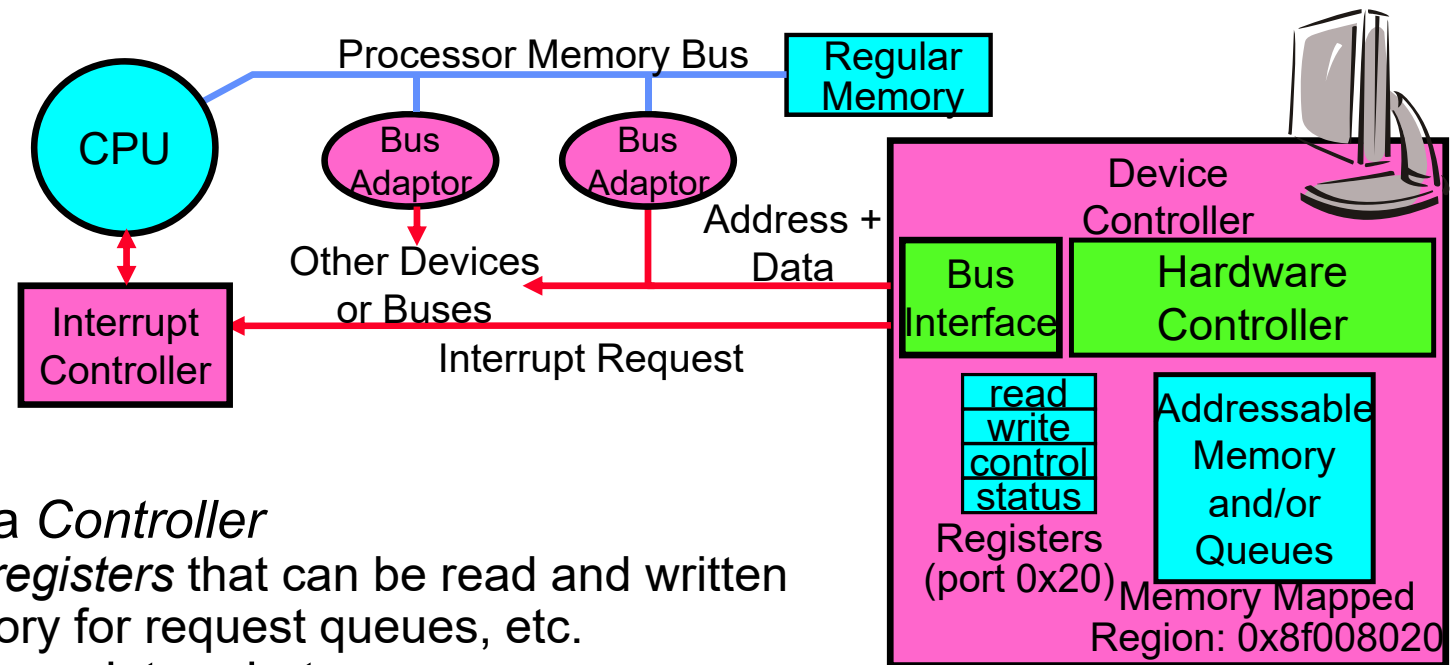 Processor Memory Bus
Regular
Memory
CPU
Bus
Adaptor
Bus
Adaptor
Device
Controller
Address +
Data
Other Devices
or Buses
Bus
Interface
Hardware
Controller
Interrupt
Controller
Interrupt Request
read
write
control
status
Registers
(port 0x20)
Addressable
Memory
and/or
Queues
Memory Mapped
Region: 0x8f008020
a Controller
registers that can be read and written
ory for request queues, etc.